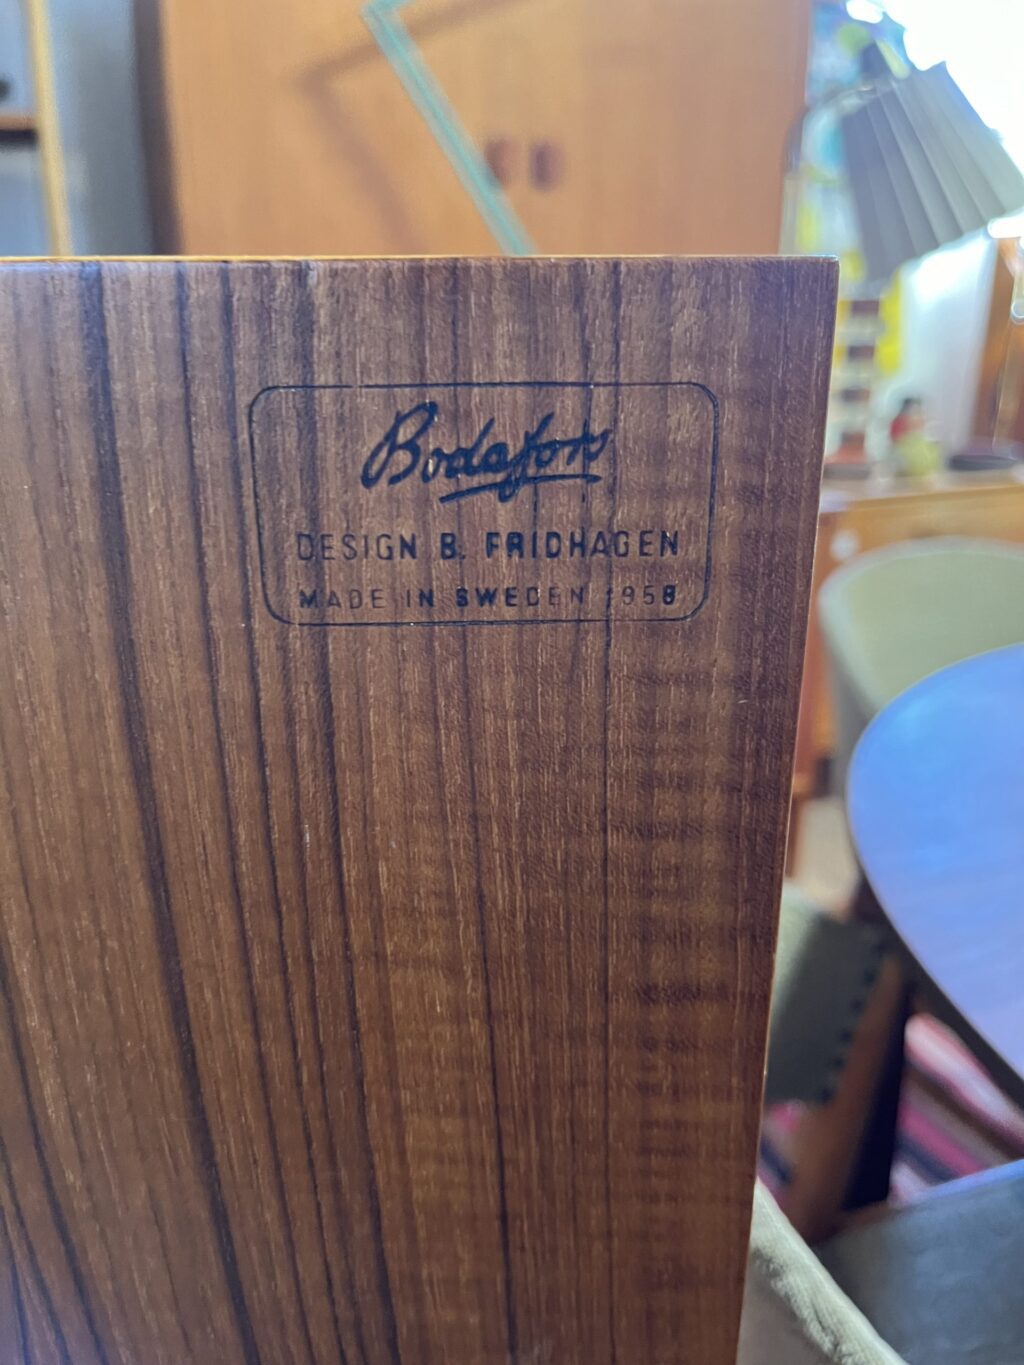 Bodafors
DESIGN B. FRIDHAGEN
MADE IN SWEDEN 1958